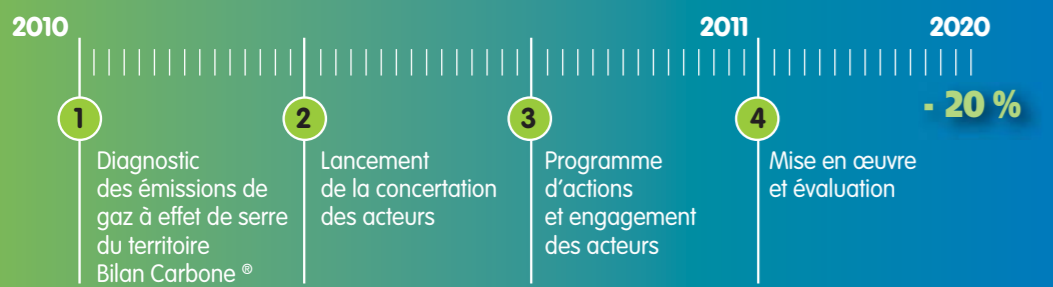 2010
2011
2020
- 20 %
1
Diagnostic
des émissions de
gaz à effet de serre
du territoire
Bilan Carbone ®
2
Lancement
de la concertation
des acteurs
3
Programme
d’actions
et engagement
des acteurs
4
Mise en œuvre
et évaluation